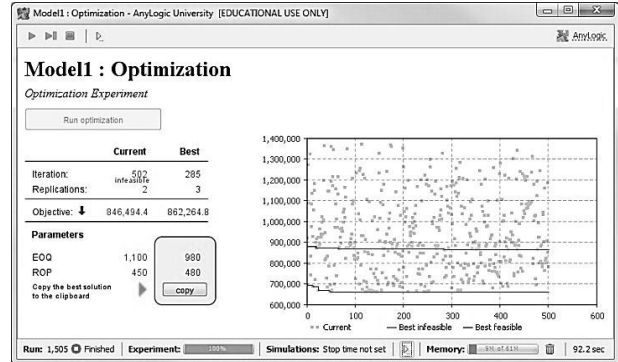 Model1 : Optimization - AnyLogic University [EDUCATIONAL USE ONLY]
AnyLogic
Model1 : Optimization
Optimization Experiment
Run optimization
Current Best
Iteration: 502 285
infeasible
Replications: 2 3
Objective: 846,494.4 862,264.8
Parameters
EOQ 1,100 980
ROP 450 480
Copy the best solution
to the clipboard
copy
1,400,000
1,300,000
1,200,000
1,100,000
1,000,000
900,000
800,000
700,000
600,000
0 100 200 300 400 500 600
Current Best infeasible Best feasible
Run: 1,505 Finished Experiment: 100% Simulations: Stop time not set Memory: 92.2 sec